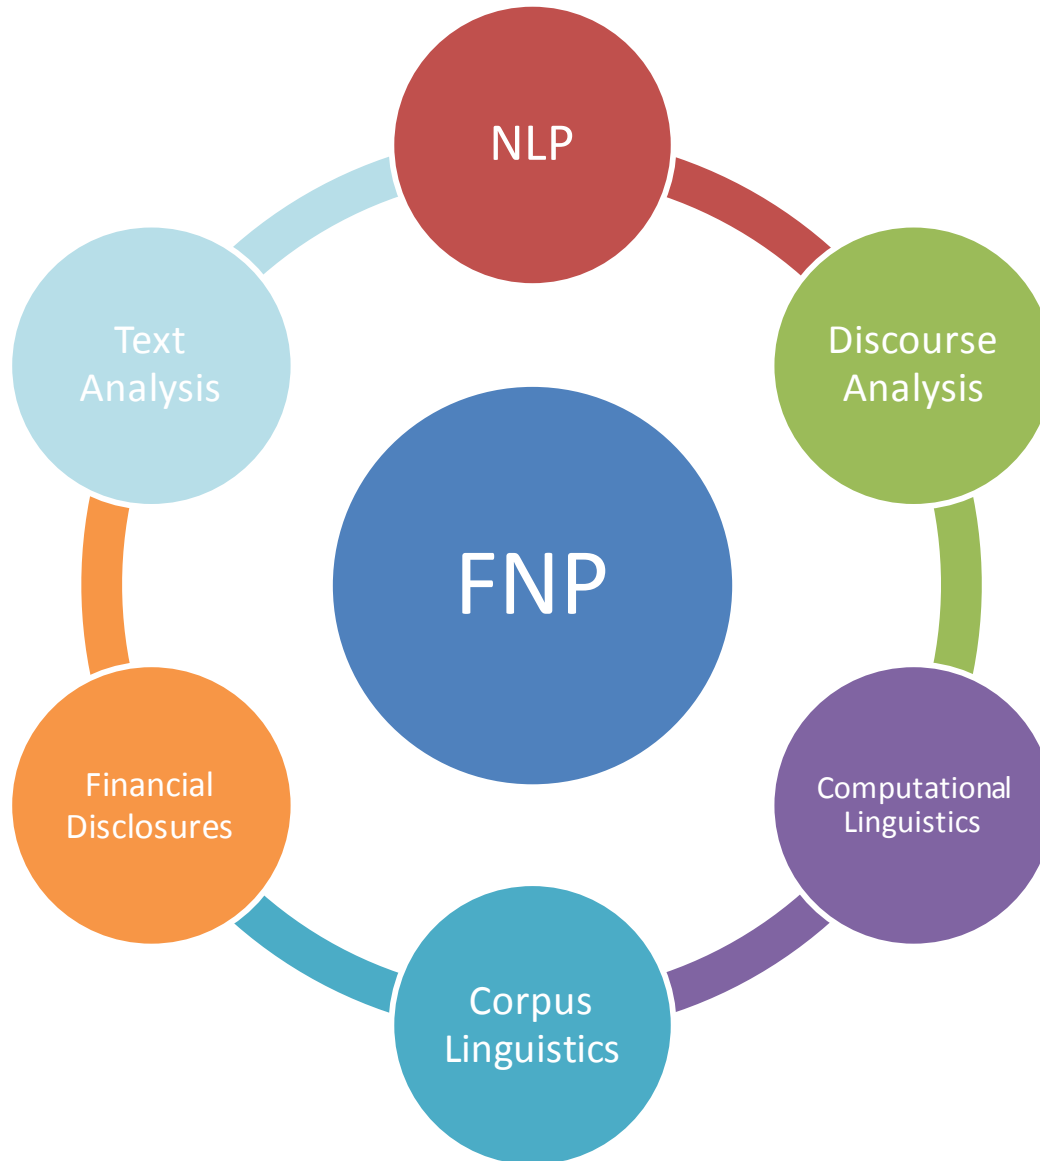 NLP
Discourse
Analysis
Computational
Linguistics
Corpus
Linguistics
Financial
Disclosures
Text
Analysis
FNP